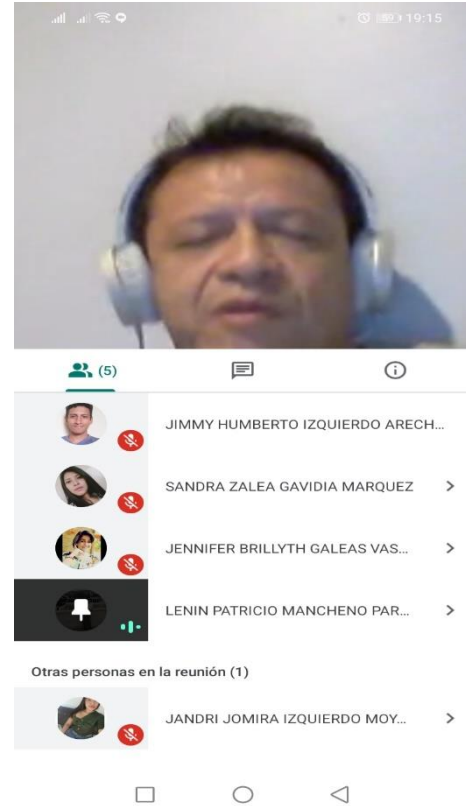 19:15
(5)
JIMMY HUMBERTO IZQUIERDO ARECH...
SANDRA ZALEA GAVIDIA MARQUEZ
JENNIFER BRILLYTH GALEAS VAS...
LENIN PATRICIO MANCHENO PAR...
Otras personas en la reunión (1)
JANDRI JOMIRA IZQUIERDO MOY...